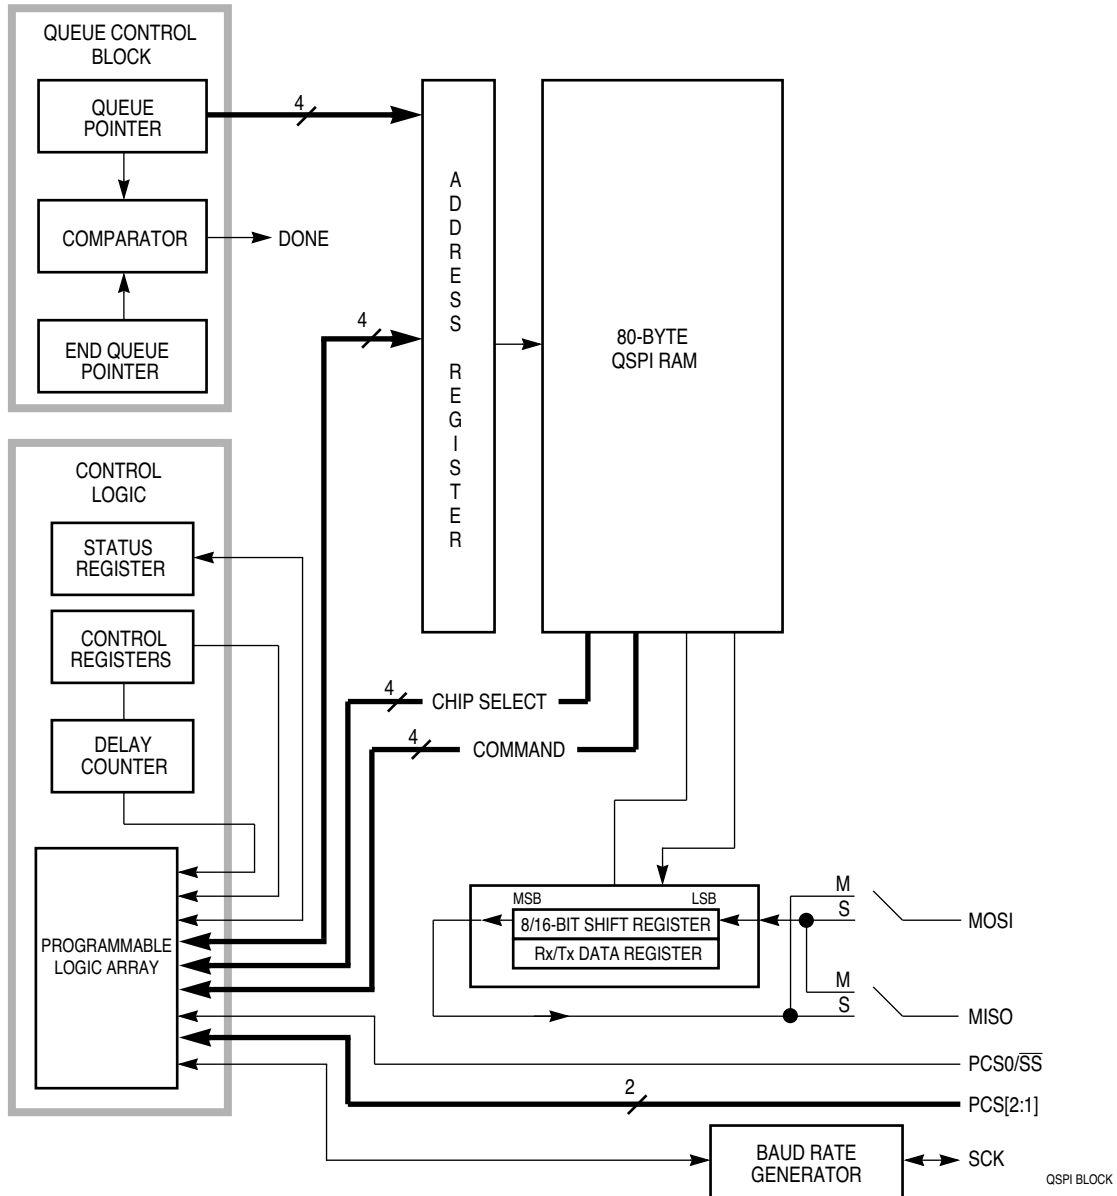 QUEUE CONTROL
BLOCK
QUEUE
POINTER
4
COMPARATOR
DONE
END QUEUE
POINTER
4
ADDRESS REGISTER
80-BYTE
QSPI RAM
CONTROL
LOGIC
STATUS
REGISTER
CONTROL
REGISTERS
DELAY
COUNTER
4
CHIP SELECT
4
COMMAND
PROGRAMMABLE
LOGIC ARRAY
MSB
LSB
8/16-BIT SHIFT REGISTER
Rx/Tx DATA REGISTER
M
S
MOSI
M
S
MISO
PCS0/S̅S̅
2
PCS[2:1]
BAUD RATE
GENERATOR
SCK
QSPI BLOCK